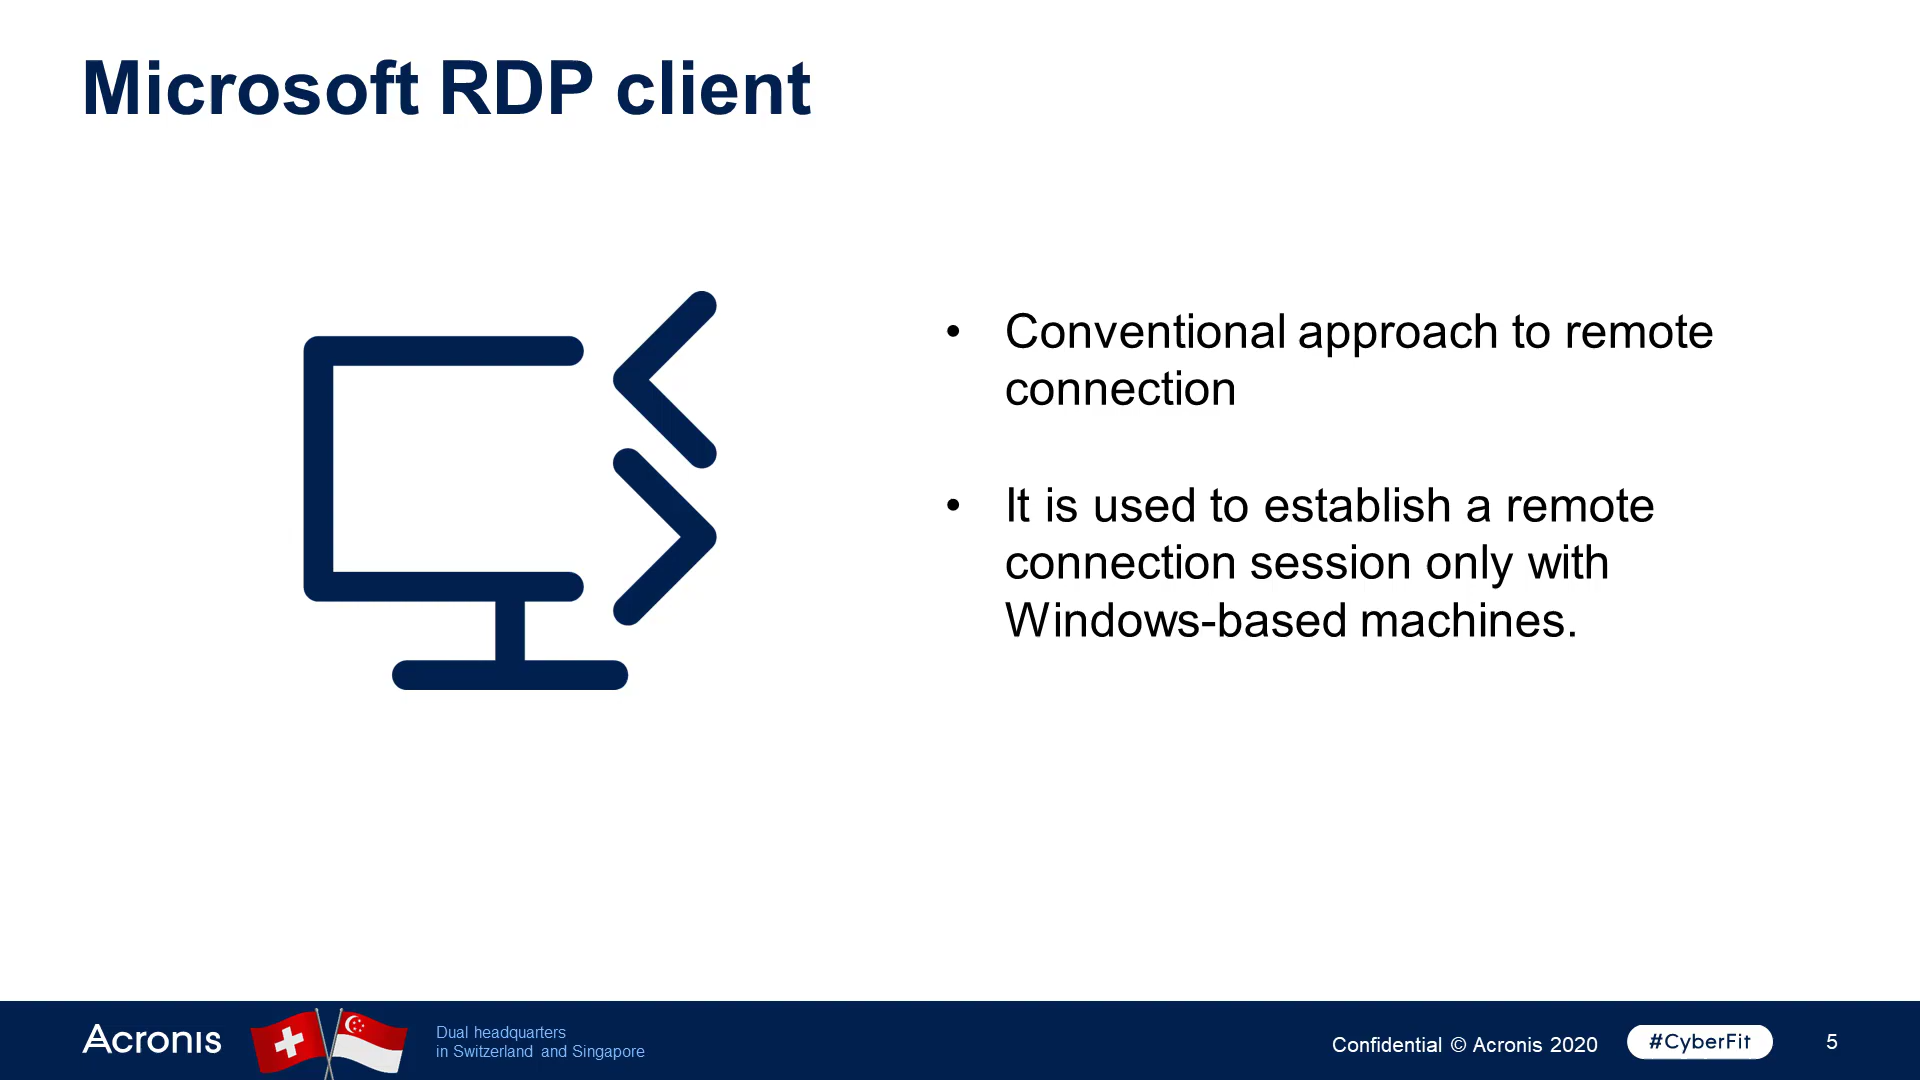 Microsoft RDP client
• Conventional approach to remote
connection
• It is used to establish a remote
connection session only with
Windows-based machines.
Acronis
Dual headquarters
in Switzerland and Singapore
Confidential © Acronis 2020
#CyberFit
5